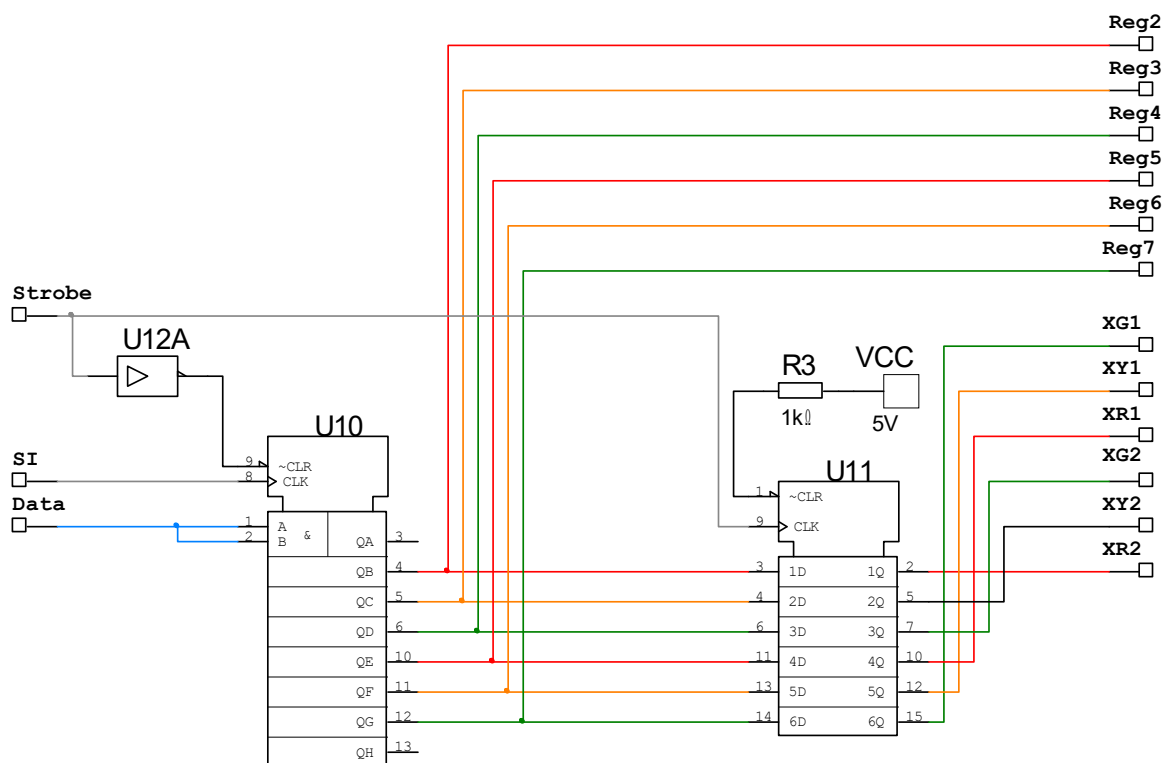 Reg2
Reg3
Reg4
Reg5
Reg6
Reg7
Strobe
U12A
XG1
R3 VCC
XY1
1kΩ 5V
XR1
U10
XG2
SI
9 ~CLR
8 CLK
U11
Data
1 ~CLR
XY2
1 A
2 B & QA 3
9 CLK
XR2
QB 4 3 1D 1Q 2
QC 5 4 2D 2Q 5
QD 6 6 3D 3Q 7
QE 10 11 4D 4Q 10
QF 11 13 5D 5Q 12
QG 12 14 6D 6Q 15
QH 13